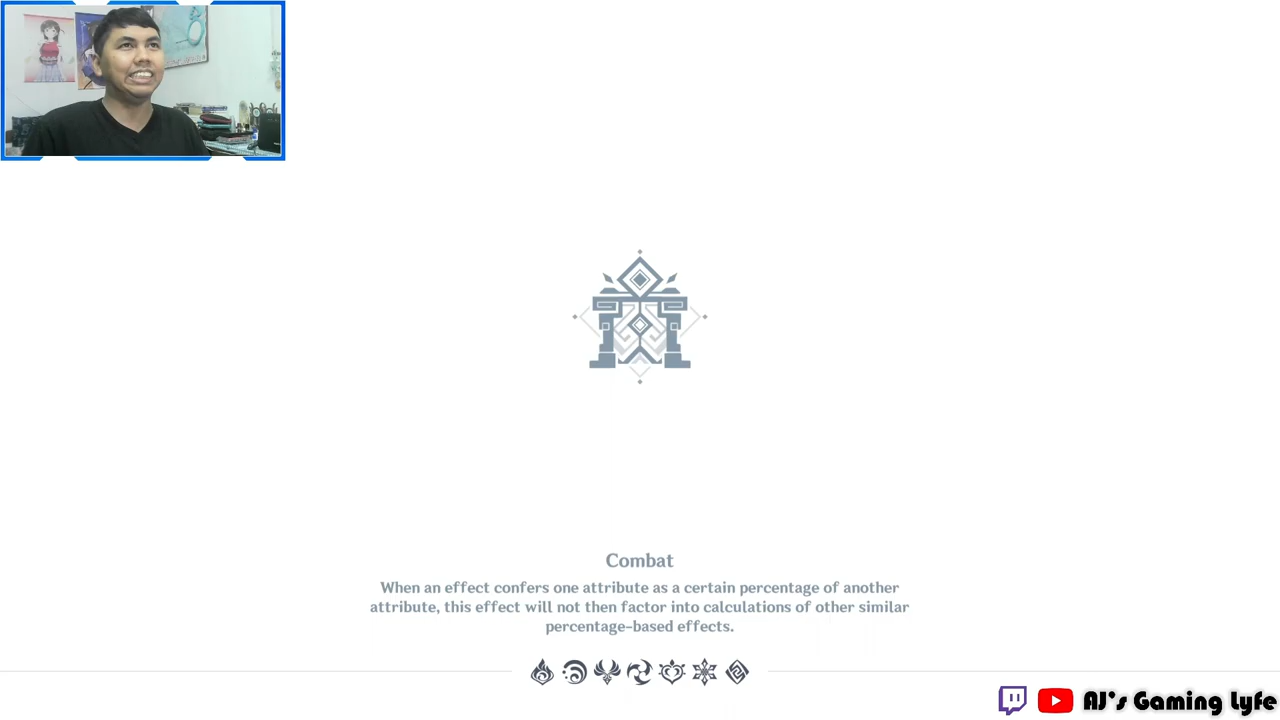 Combat
When an effect confers one attribute as a certain percentage of another
attribute, this effect will not then factor into calculations of other similar
percentage-based effects.
AJ's Gaming Lyfe